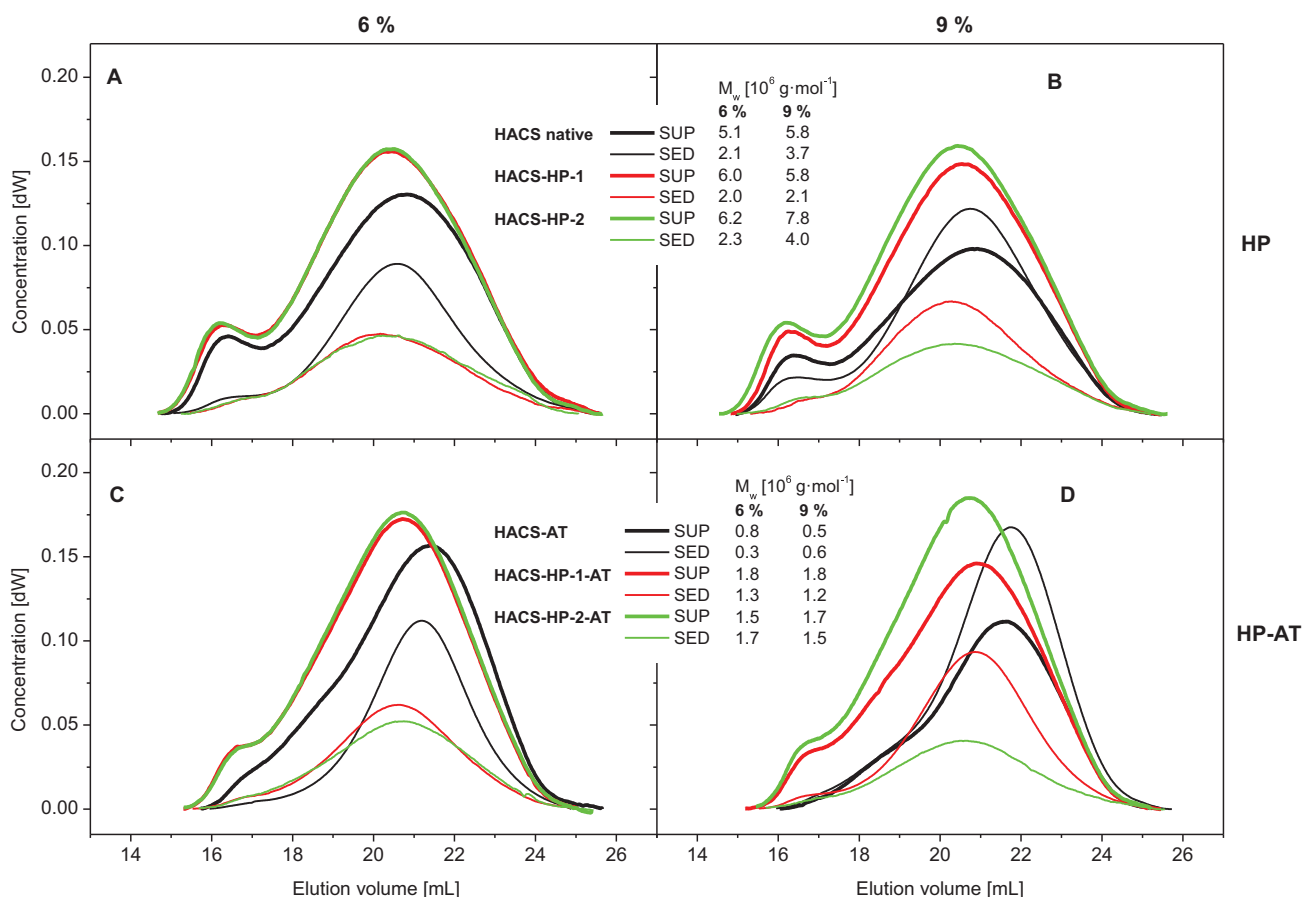 6 %
9 %
A
B
M_w [10^6 g·mol^-1]
6 % 9 %
HACS native SUP 5.1 5.8
SED 2.1 3.7
HACS-HP-1 SUP 6.0 5.8
SED 2.0 2.1
HACS-HP-2 SUP 6.2 7.8
SED 2.3 4.0
0.20
0.15
0.10
0.05
0.00
Concentration [dW]
HP
C
D
M_w [10^6 g·mol^-1]
6 % 9 %
HACS-AT SUP 0.8 0.5
SED 0.3 0.6
HACS-HP-1-AT SUP 1.8 1.8
SED 1.3 1.2
HACS-HP-2-AT SUP 1.5 1.7
SED 1.7 1.5
0.20
0.15
0.10
0.05
0.00
Concentration [dW]
HP-AT
14 16 18 20 22 24 26
14 16 18 20 22 24 26
Elution volume [mL]
Elution volume [mL]